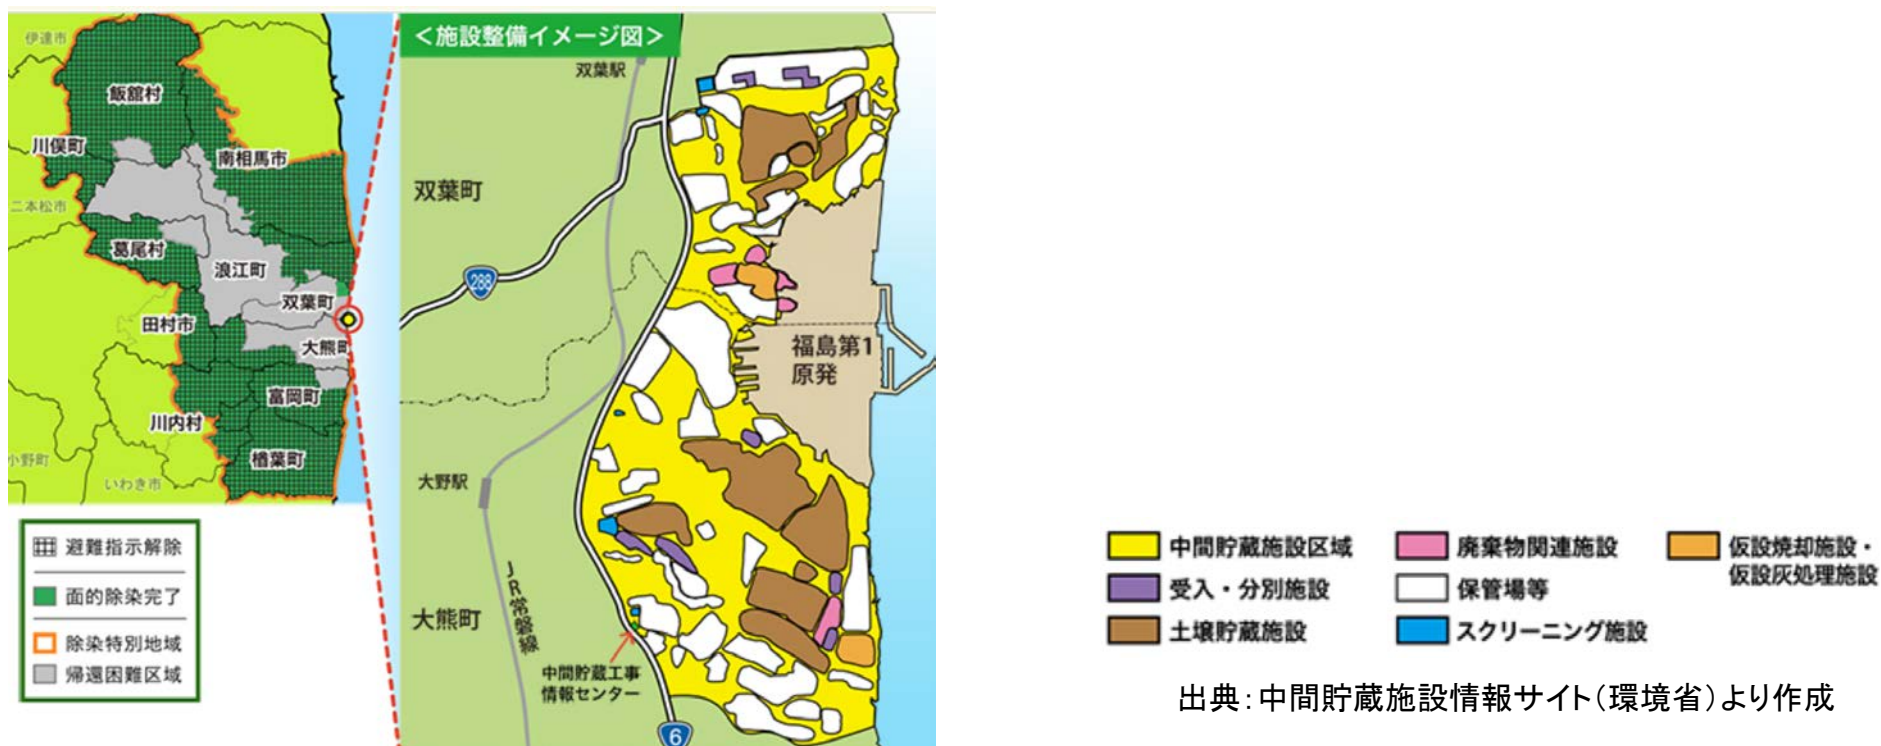 伊達市
飯舘村
川俣町
南相馬市
二本松市
葛尾村
浪江町
双葉町
田村市
大熊町
富岡町
川内村
楢葉町
小野町
いわき市
避難指示解除
面的除染完了
除染特別地域
帰還困難区域
＜施設整備イメージ図＞
双葉駅
双葉町
288
福島第1
原発
大野駅
JR常磐線
大熊町
中間貯蔵工事
情報センター
6
中間貯蔵施設区域
受入・分別施設
土壌貯蔵施設
廃棄物関連施設
保管場等
スクリーニング施設
仮設焼却施設・
仮設灰処理施設
出典：中間貯蔵施設情報サイト（環境省）より作成